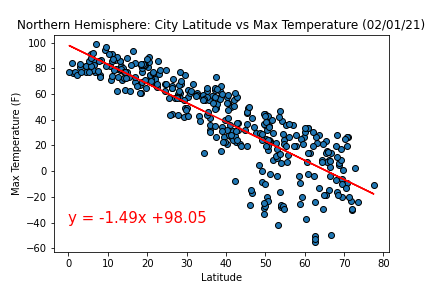 Northern Hemisphere: City Latitude vs Max Temperature (02/01/21)
100
80
60
40
20
0
−20
−40
−60
Max Temperature (F)
y = -1.49x +98.05
0 10 20 30 40 50 60 70 80
Latitude